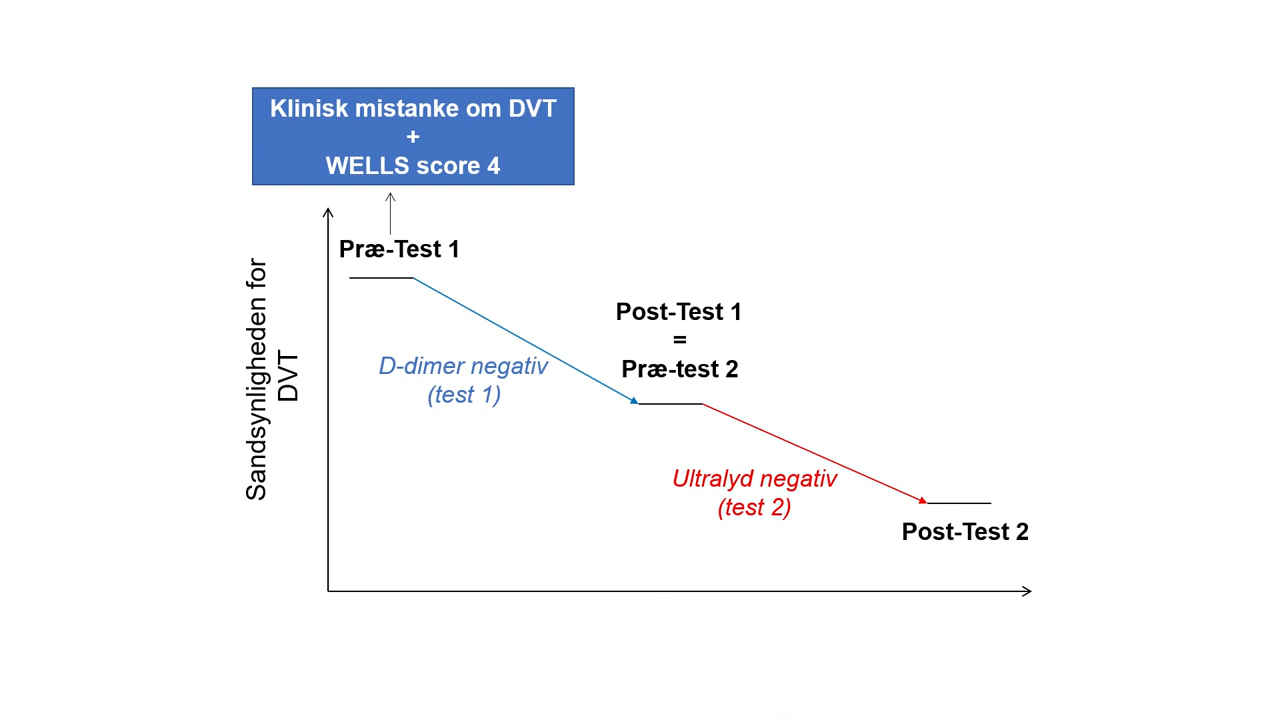 Klinisk mistanke om DVT
+
WELLS score 4
Præ-Test 1
Sandsynligheden for
DVT
Post-Test 1
=
Præ-test 2
D-dimer negativ
(test 1)
Ultralyd negativ
(test 2)
Post-Test 2